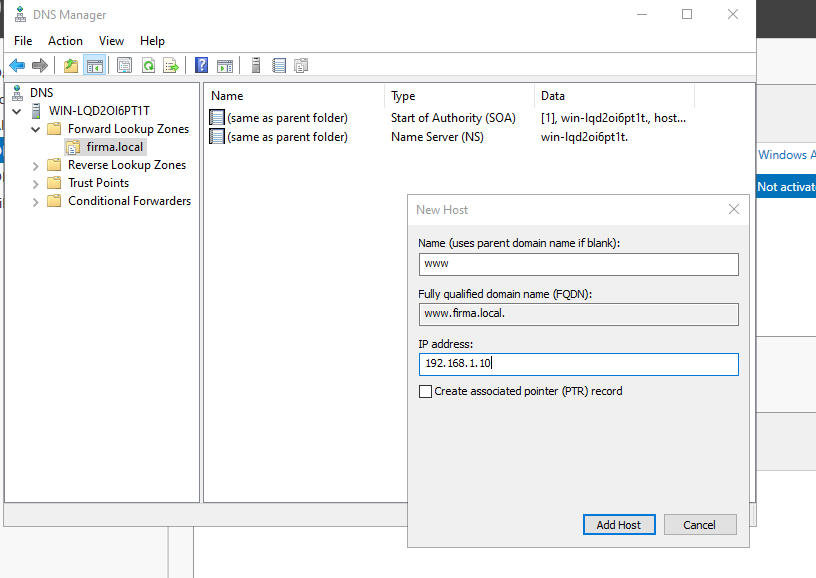 DNS Manager
File Action View Help
DNS
WIN-LQD2OI6PT1T
Forward Lookup Zones
firma.local
Reverse Lookup Zones
Trust Points
Conditional Forwarders
Name Type Data
(same as parent folder) Start of Authority (SOA) [1], win-lqd2oi6pt1t., host...
(same as parent folder) Name Server (NS) win-lqd2oi6pt1t.
New Host
Name (uses parent domain name if blank):
www
Fully qualified domain name (FQDN):
www.firma.local.
IP address:
192.168.1.10
Create associated pointer (PTR) record
Add Host Cancel
Windows A
Not activat